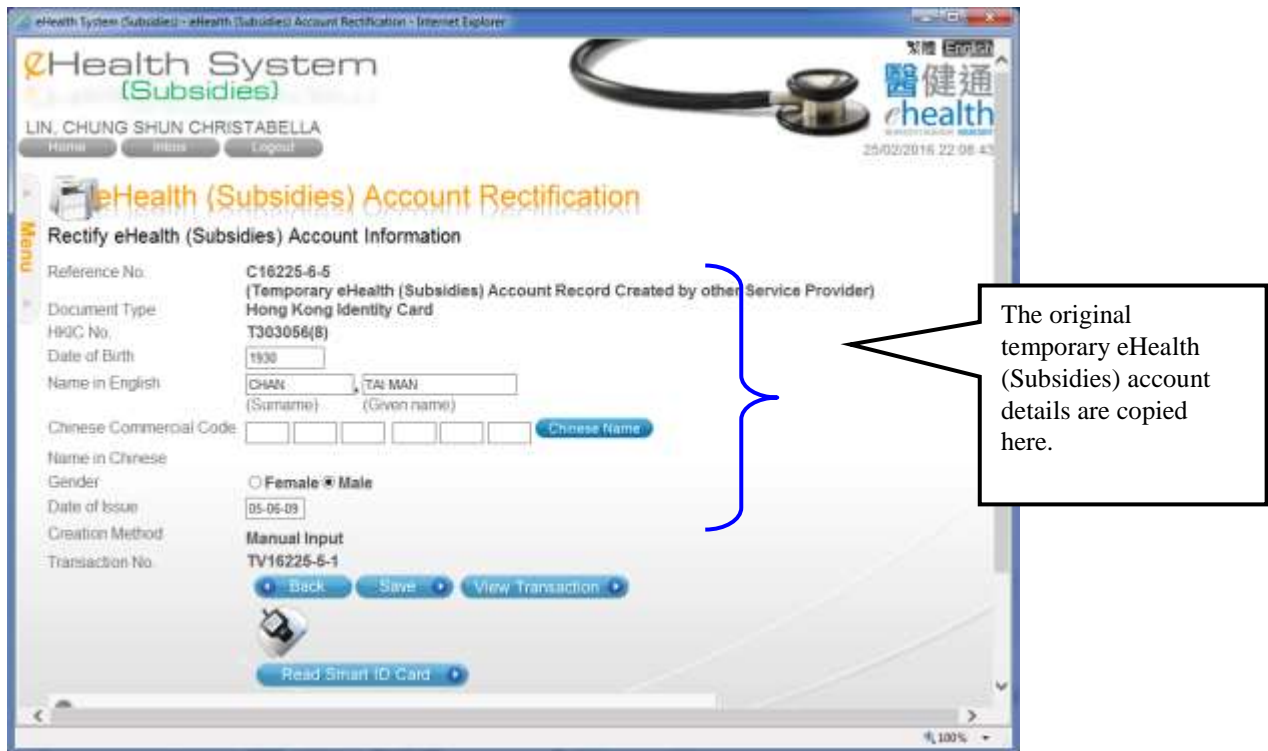 eHealth System (Subsidies) - eHealth (Subsidies) Account Rectification - Internet Explorer
繁體 English
eHealth System
(Subsidies)
醫健通
ehealth
LIN, CHUNG SHUN CHRISTABELLA
Home Inbox Logout
25/02/2016 22:08:43
Menu
eHealth (Subsidies) Account Rectification
Rectify eHealth (Subsidies) Account Information
Reference No. C16225-6-5
(Temporary eHealth (Subsidies) Account Record Created by other Service Provider)
Document Type Hong Kong Identity Card
HKIC No. T303056(8)
Date of Birth 1930
Name in English CHAN , TAI MAN
(Surname) (Given name)
Chinese Commercial Code Chinese Name
Name in Chinese
Gender Female Male
Date of Issue 05-06-09
Creation Method Manual Input
Transaction No. TV16225-5-1
Back Save View Transaction
Read Smart ID Card
100%
The original
temporary eHealth
(Subsidies) account
details are copied
here.